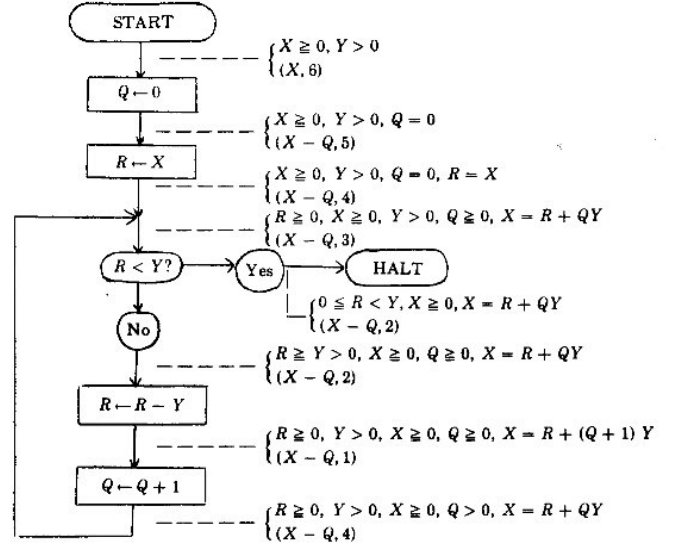 START
X ≧ 0, Y > 0
(X, 6)
Q ← 0
X ≧ 0, Y > 0, Q = 0
(X − Q, 5)
R ← X
X ≧ 0, Y > 0, Q = 0, R = X
(X − Q, 4)
R ≧ 0, X ≧ 0, Y > 0, Q ≧ 0, X = R + QY
(X − Q, 3)
R < Y?
Yes
HALT
0 ≦ R < Y, X ≧ 0, X = R + QY
(X − Q, 2)
No
R ≧ Y > 0, X ≧ 0, Q ≧ 0, X = R + QY
(X − Q, 2)
R ← R − Y
R ≧ 0, Y > 0, X ≧ 0, Q ≧ 0, X = R + (Q + 1) Y
(X − Q, 1)
Q ← Q + 1
R ≧ 0, Y > 0, X ≧ 0, Q > 0, X = R + QY
(X − Q, 4)